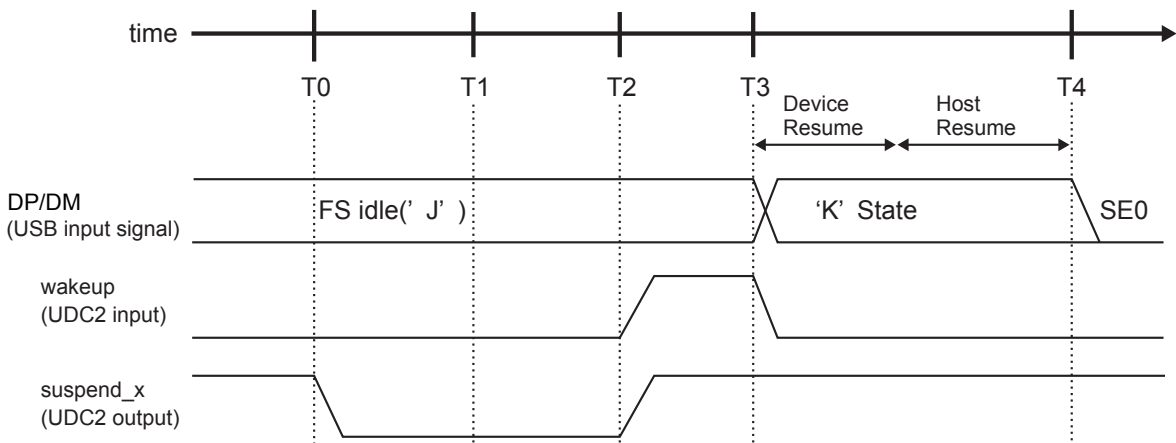 time
T0 T1 T2 T3 T4
Device Resume
Host Resume
DP/DM
(USB input signal)
FS idle(’ J’ )
‘K’ State
SE0
wakeup
(UDC2 input)
suspend_x
(UDC2 output)